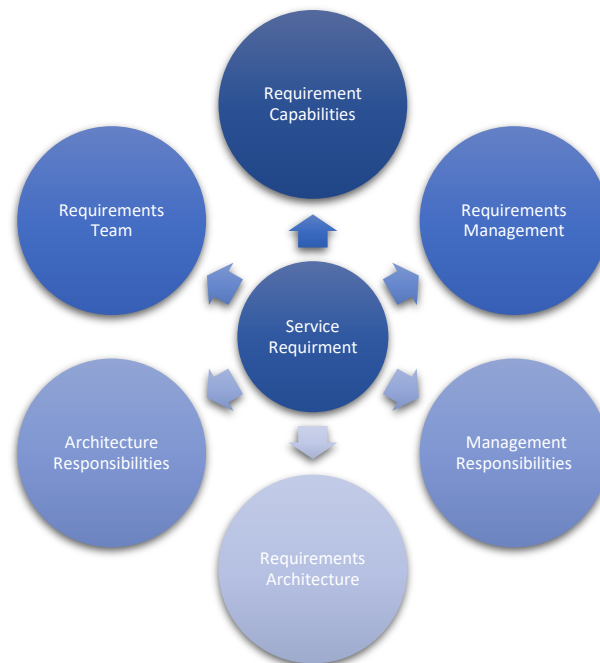 Requirement
Capabilities
Requirements
Team
Requirements
Management
Service
Requirment
Architecture
Responsibilities
Management
Responsibilities
Requirements
Architecture